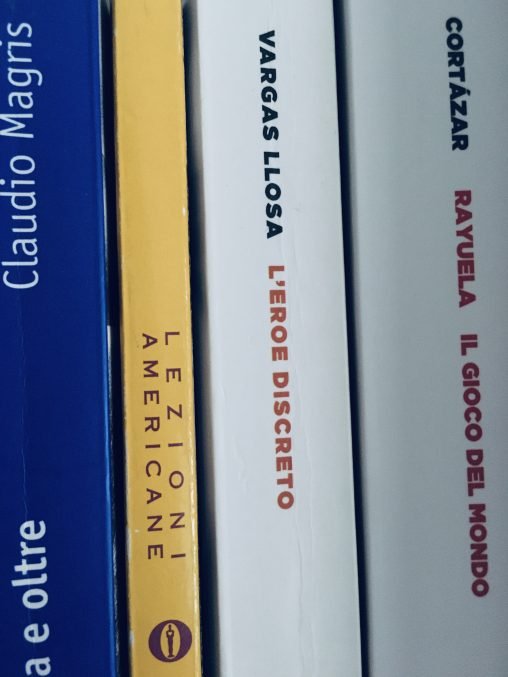 Claudio Magris
a e oltre
LEZIONI
AMERICANE
VARGAS LLOSA L'EROE DISCRETO
CORTÁZAR RAYUELA IL GIOCO DEL MONDO